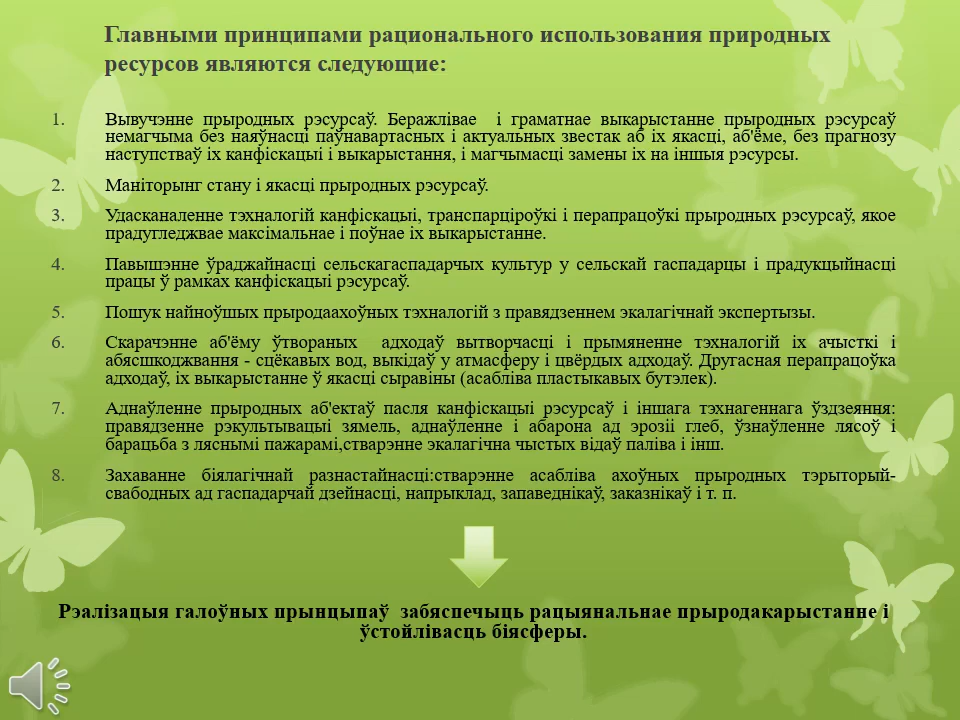 Главными принципами рационального использования природных
ресурсов являются следующие:
1. Вывучэнне прыродных рэсурсаў. Беражлівае і граматнае выкарыстанне прыродных рэсурсаў
немагчыма без наяўнасці паўнавартасных і актуальных звестак аб іх якасці, аб'ёме, без прагнозу
наступстваў іх канфіскацыі і выкарыстання, і магчымасці замены іх на іншыя рэсурсы.
2. Маніторынг стану і якасці прыродных рэсурсаў.
3. Удасканаленне тэхналогій канфіскацыі, транспарціроўкі і перапрацоўкі прыродных рэсурсаў, якое
прадугледжвае максімальнае і поўнае іх выкарыстанне.
4. Павышэнне ўраджайнасці сельскагаспадарчых культур у сельскай гаспадарцы і прадукцыйнасці
працы ў рамках канфіскацыі рэсурсаў.
5. Пошук найноўшых прыродаахоўных тэхналогій з правядзеннем экалагічнай экспертызы.
6. Скарачэнне аб'ёму ўтвораных адходаў вытворчасці і прымяненне тэхналогій іх ачысткі і
абясшкоджвання - сцёкавых вод, выкідаў у атмасферу і цвёрдых адходаў. Другасная перапрацоўка
адходаў, іх выкарыстанне ў якасці сыравіны (асабліва пластыкавых бутэлек).
7. Аднаўленне прыродных аб'ектаў пасля канфіскацыі рэсурсаў і іншага тэхнагеннага ўздзеяння:
правядзенне рэкультывацыі зямель, аднаўленне і абарона ад эрозіі глеб, ўзнаўленне лясоў і
барацьба з ляснымі пажарамі,стварэнне экалагічна чыстых відаў паліва і інш.
8. Захаванне біялагічнай разнастайнасці:стварэнне асабліва ахоўных прыродных тэрыторый-
свабодных ад гаспадарчай дзейнасці, напрыклад, запаведнікаў, заказнікаў і т. п.
Рэалізацыя галоўных прынцыпаў забяспечыць рацыянальнае прыродакарыстанне і
ўстойлівасць біясферы.